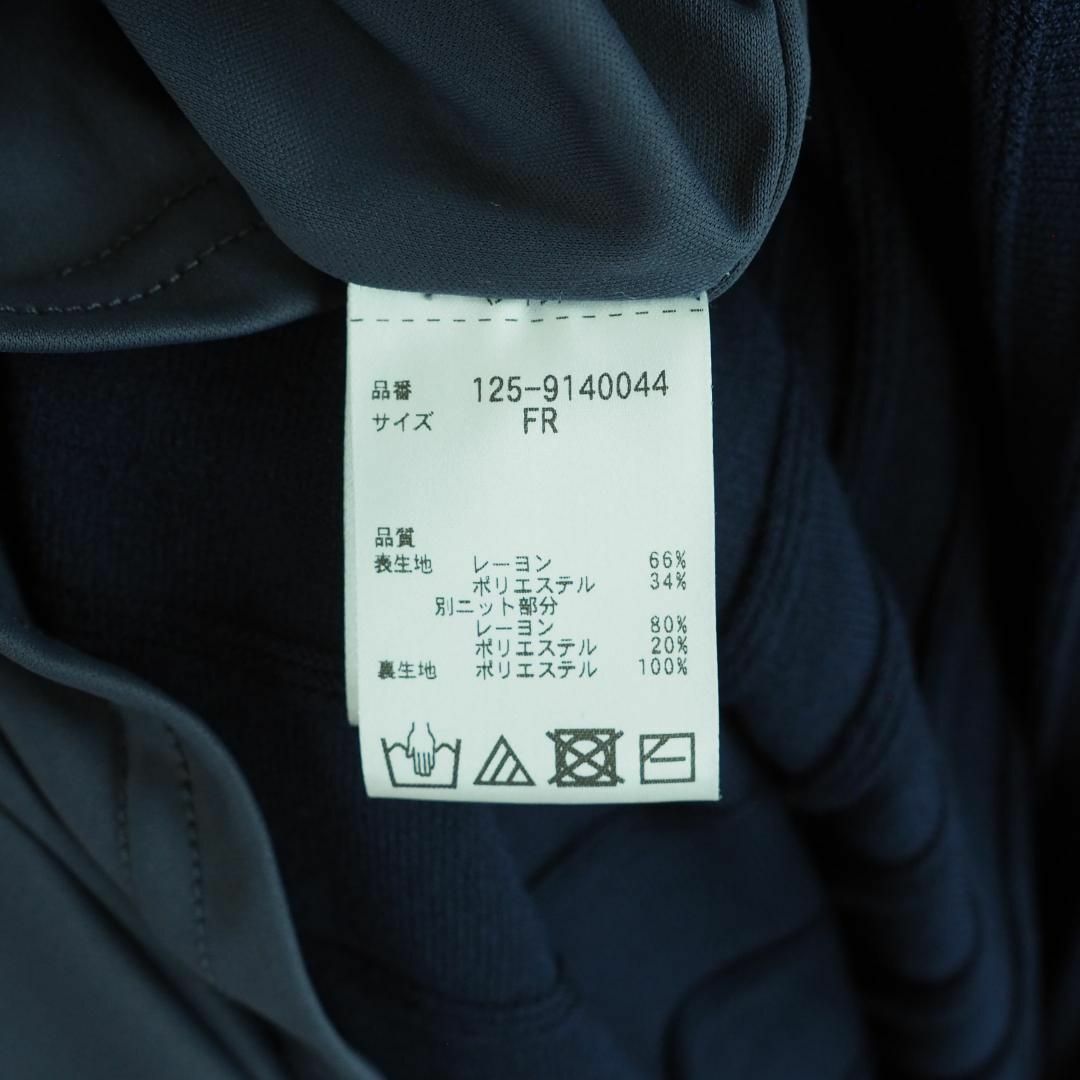 品番 125-9140044
サイズ FR
品質
表生地 レーヨン 66%
ポリエステル 34%
別ニット部分
レーヨン 80%
ポリエステル 20%
裏生地 ポリエステル 100%